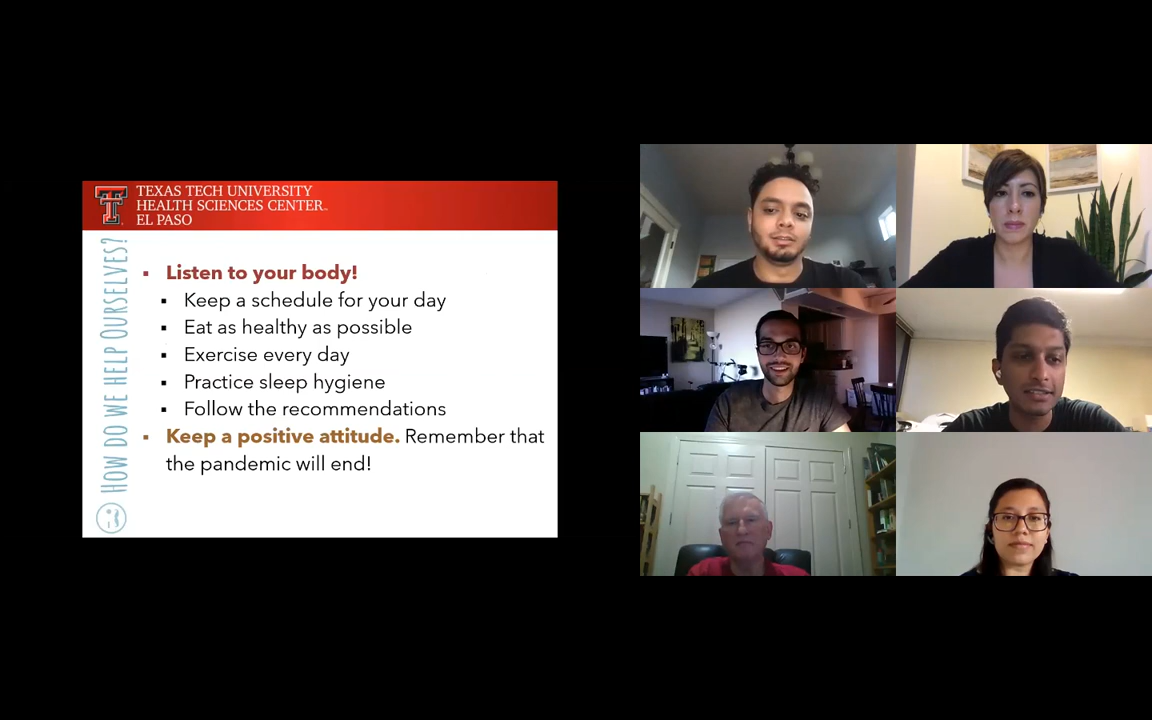 TEXAS TECH UNIVERSITY
HEALTH SCIENCES CENTER™
EL PASO
HOW DO WE HELP OURSELVES?
▪ Listen to your body!
▪ Keep a schedule for your day
▪ Eat as healthy as possible
▪ Exercise every day
▪ Practice sleep hygiene
▪ Follow the recommendations
▪ Keep a positive attitude. Remember that
the pandemic will end!